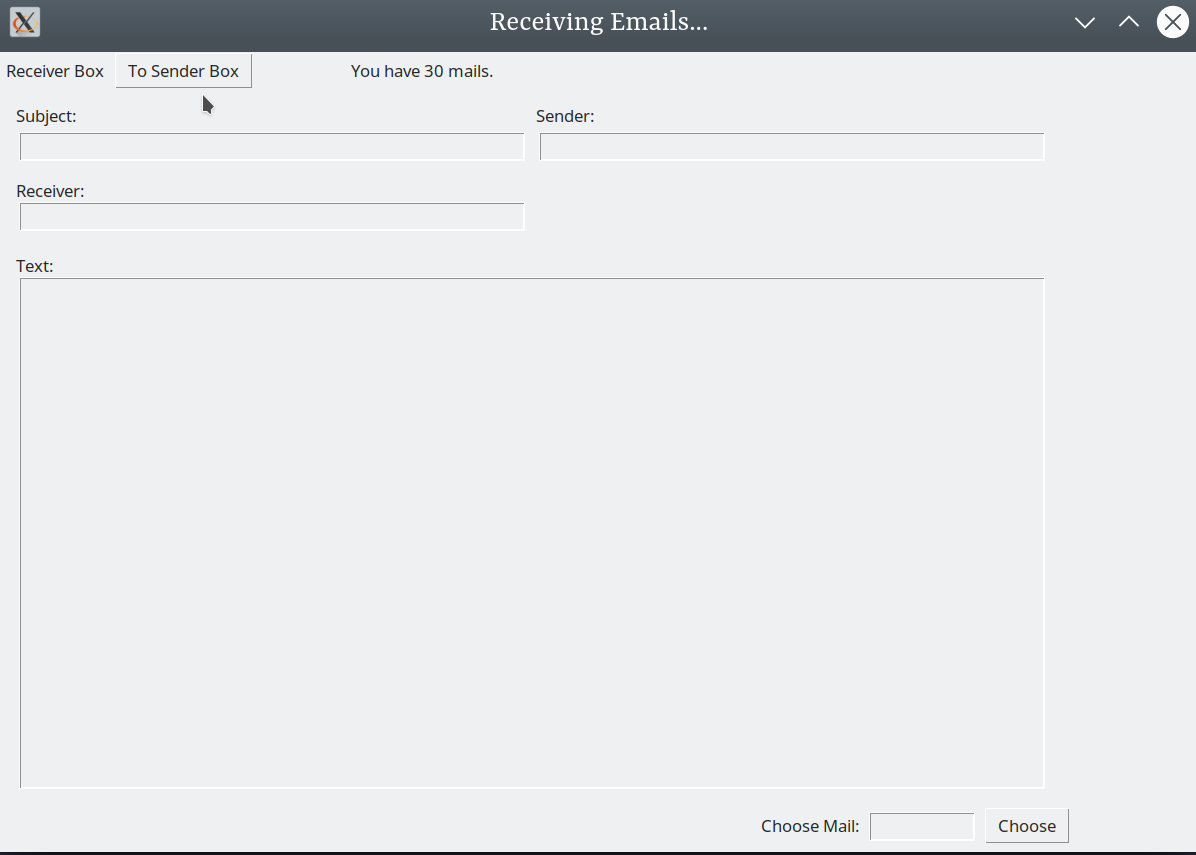 Receiving Emails...
Receiver Box To Sender Box You have 30 mails.
Subject: Sender:
Receiver:
Text:
Choose Mail: Choose